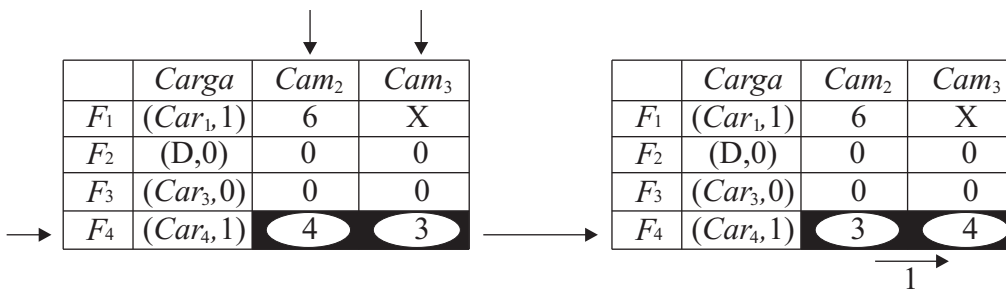 Carga Cam₂ Cam₃
F₁ (Car₁,1) 6 X
F₂ (D,0) 0 0
F₃ (Car₃,0) 0 0
F₄ (Car₄,1) 4 3
Carga Cam₂ Cam₃
F₁ (Car₁,1) 6 X
F₂ (D,0) 0 0
F₃ (Car₃,0) 0 0
F₄ (Car₄,1) 3 4
1